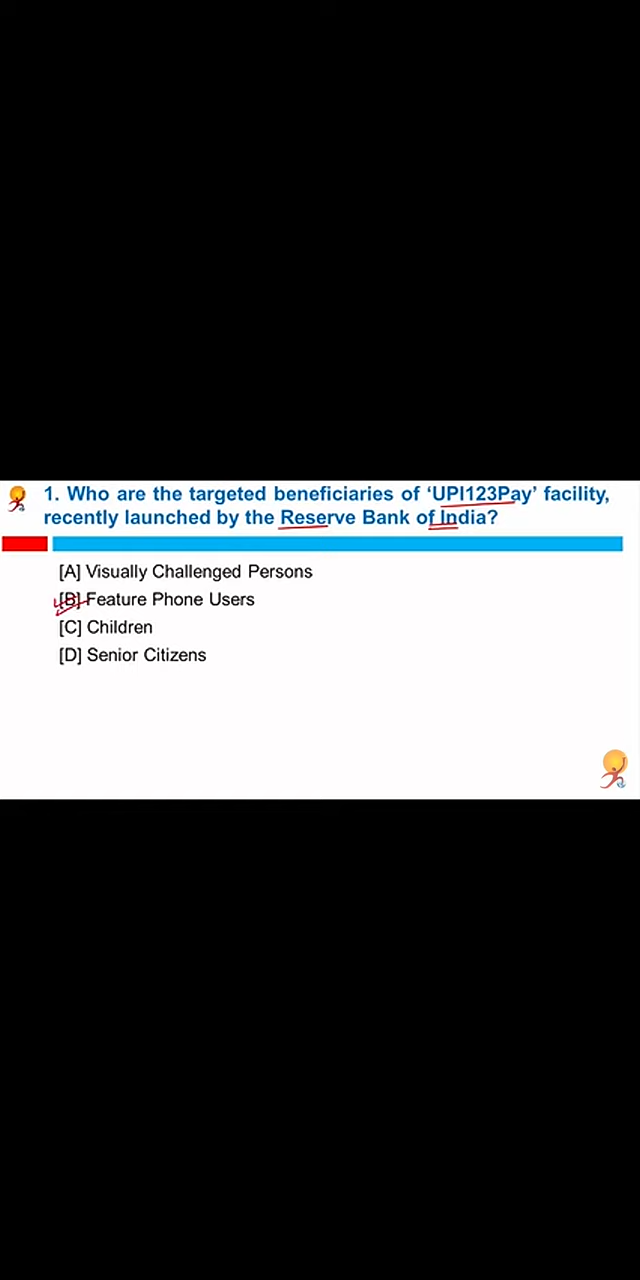 1. Who are the targeted beneficiaries of ‘UPI123Pay’ facility,
recently launched by the Reserve Bank of India?
[A] Visually Challenged Persons
[B] Feature Phone Users
[C] Children
[D] Senior Citizens